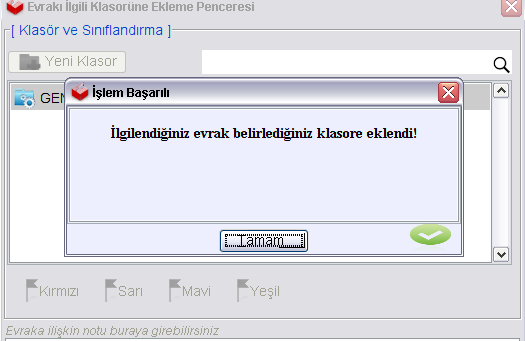 Evrakı İlgili Klasorüne Ekleme Penceresi
[ Klasör ve Sınıflandırma ]
Yeni Klasor
GEN
İşlem Başarılı
İlgilendiğiniz evrak belirlediğiniz klasore eklendi!
Tamam
Kırmızı Sarı Mavi Yeşil
Evraka ilişkin notu buraya girebilirsiniz